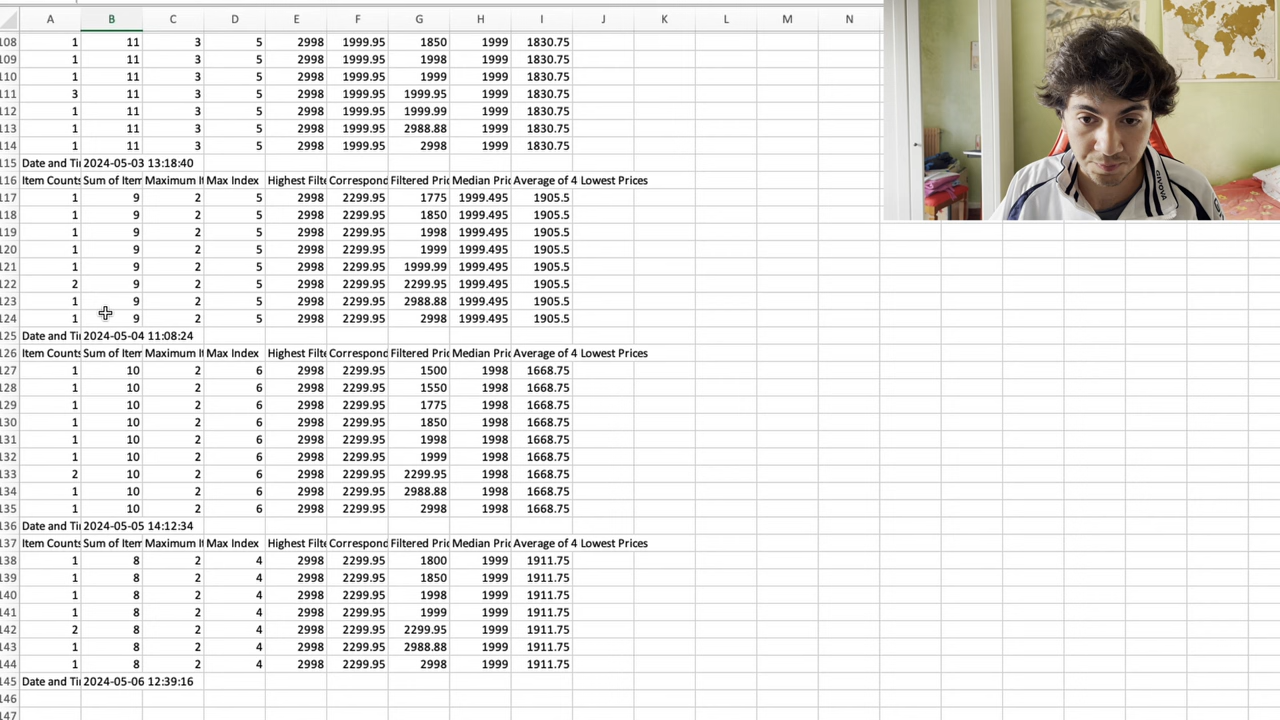 A B C D E F G H I J K L M N
108 1 11 3 5 2998 1999.95 1850 1999 1830.75
109 1 11 3 5 2998 1999.95 1998 1999 1830.75
110 1 11 3 5 2998 1999.95 1999 1999 1830.75
111 3 11 3 5 2998 1999.95 1999.95 1999 1830.75
112 1 11 3 5 2998 1999.95 1999.99 1999 1830.75
113 1 11 3 5 2998 1999.95 2988.88 1999 1830.75
114 1 11 3 5 2998 1999.95 2998 1999 1830.75
115 Date and Ti 2024-05-03 13:18:40
116 Item Counts Sum of Item Maximum I Max Index Highest Filte Correspond Filtered Pric Median Pric Average of 4 Lowest Prices
117 1 9 2 5 2998 2299.95 1775 1999.495 1905.5
118 1 9 2 5 2998 2299.95 1850 1999.495 1905.5
119 1 9 2 5 2998 2299.95 1998 1999.495 1905.5
120 1 9 2 5 2998 2299.95 1999 1999.495 1905.5
121 1 9 2 5 2998 2299.95 1999.99 1999.495 1905.5
122 2 9 2 5 2998 2299.95 2299.95 1999.495 1905.5
123 1 9 2 5 2998 2299.95 2988.88 1999.495 1905.5
124 1 9 2 5 2998 2299.95 2998 1999.495 1905.5
125 Date and Ti 2024-05-04 11:08:24
126 Item Counts Sum of Item Maximum I Max Index Highest Filte Correspond Filtered Pric Median Pric Average of 4 Lowest Prices
127 1 10 2 6 2998 2299.95 1500 1998 1668.75
128 1 10 2 6 2998 2299.95 1550 1998 1668.75
129 1 10 2 6 2998 2299.95 1775 1998 1668.75
130 1 10 2 6 2998 2299.95 1850 1998 1668.75
131 1 10 2 6 2998 2299.95 1998 1998 1668.75
132 1 10 2 6 2998 2299.95 1999 1998 1668.75
133 2 10 2 6 2998 2299.95 2299.95 1998 1668.75
134 1 10 2 6 2998 2299.95 2988.88 1998 1668.75
135 1 10 2 6 2998 2299.95 2998 1998 1668.75
136 Date and Ti 2024-05-05 14:12:34
137 Item Counts Sum of Item Maximum I Max Index Highest Filte Correspond Filtered Pric Median Pric Average of 4 Lowest Prices
138 1 8 2 4 2998 2299.95 1800 1999 1911.75
139 1 8 2 4 2998 2299.95 1850 1999 1911.75
140 1 8 2 4 2998 2299.95 1998 1999 1911.75
141 1 8 2 4 2998 2299.95 1999 1999 1911.75
142 2 8 2 4 2998 2299.95 2299.95 1999 1911.75
143 1 8 2 4 2998 2299.95 2988.88 1999 1911.75
144 1 8 2 4 2998 2299.95 2998 1999 1911.75
145 Date and Ti 2024-05-06 12:39:16
146
147
GIVOVA